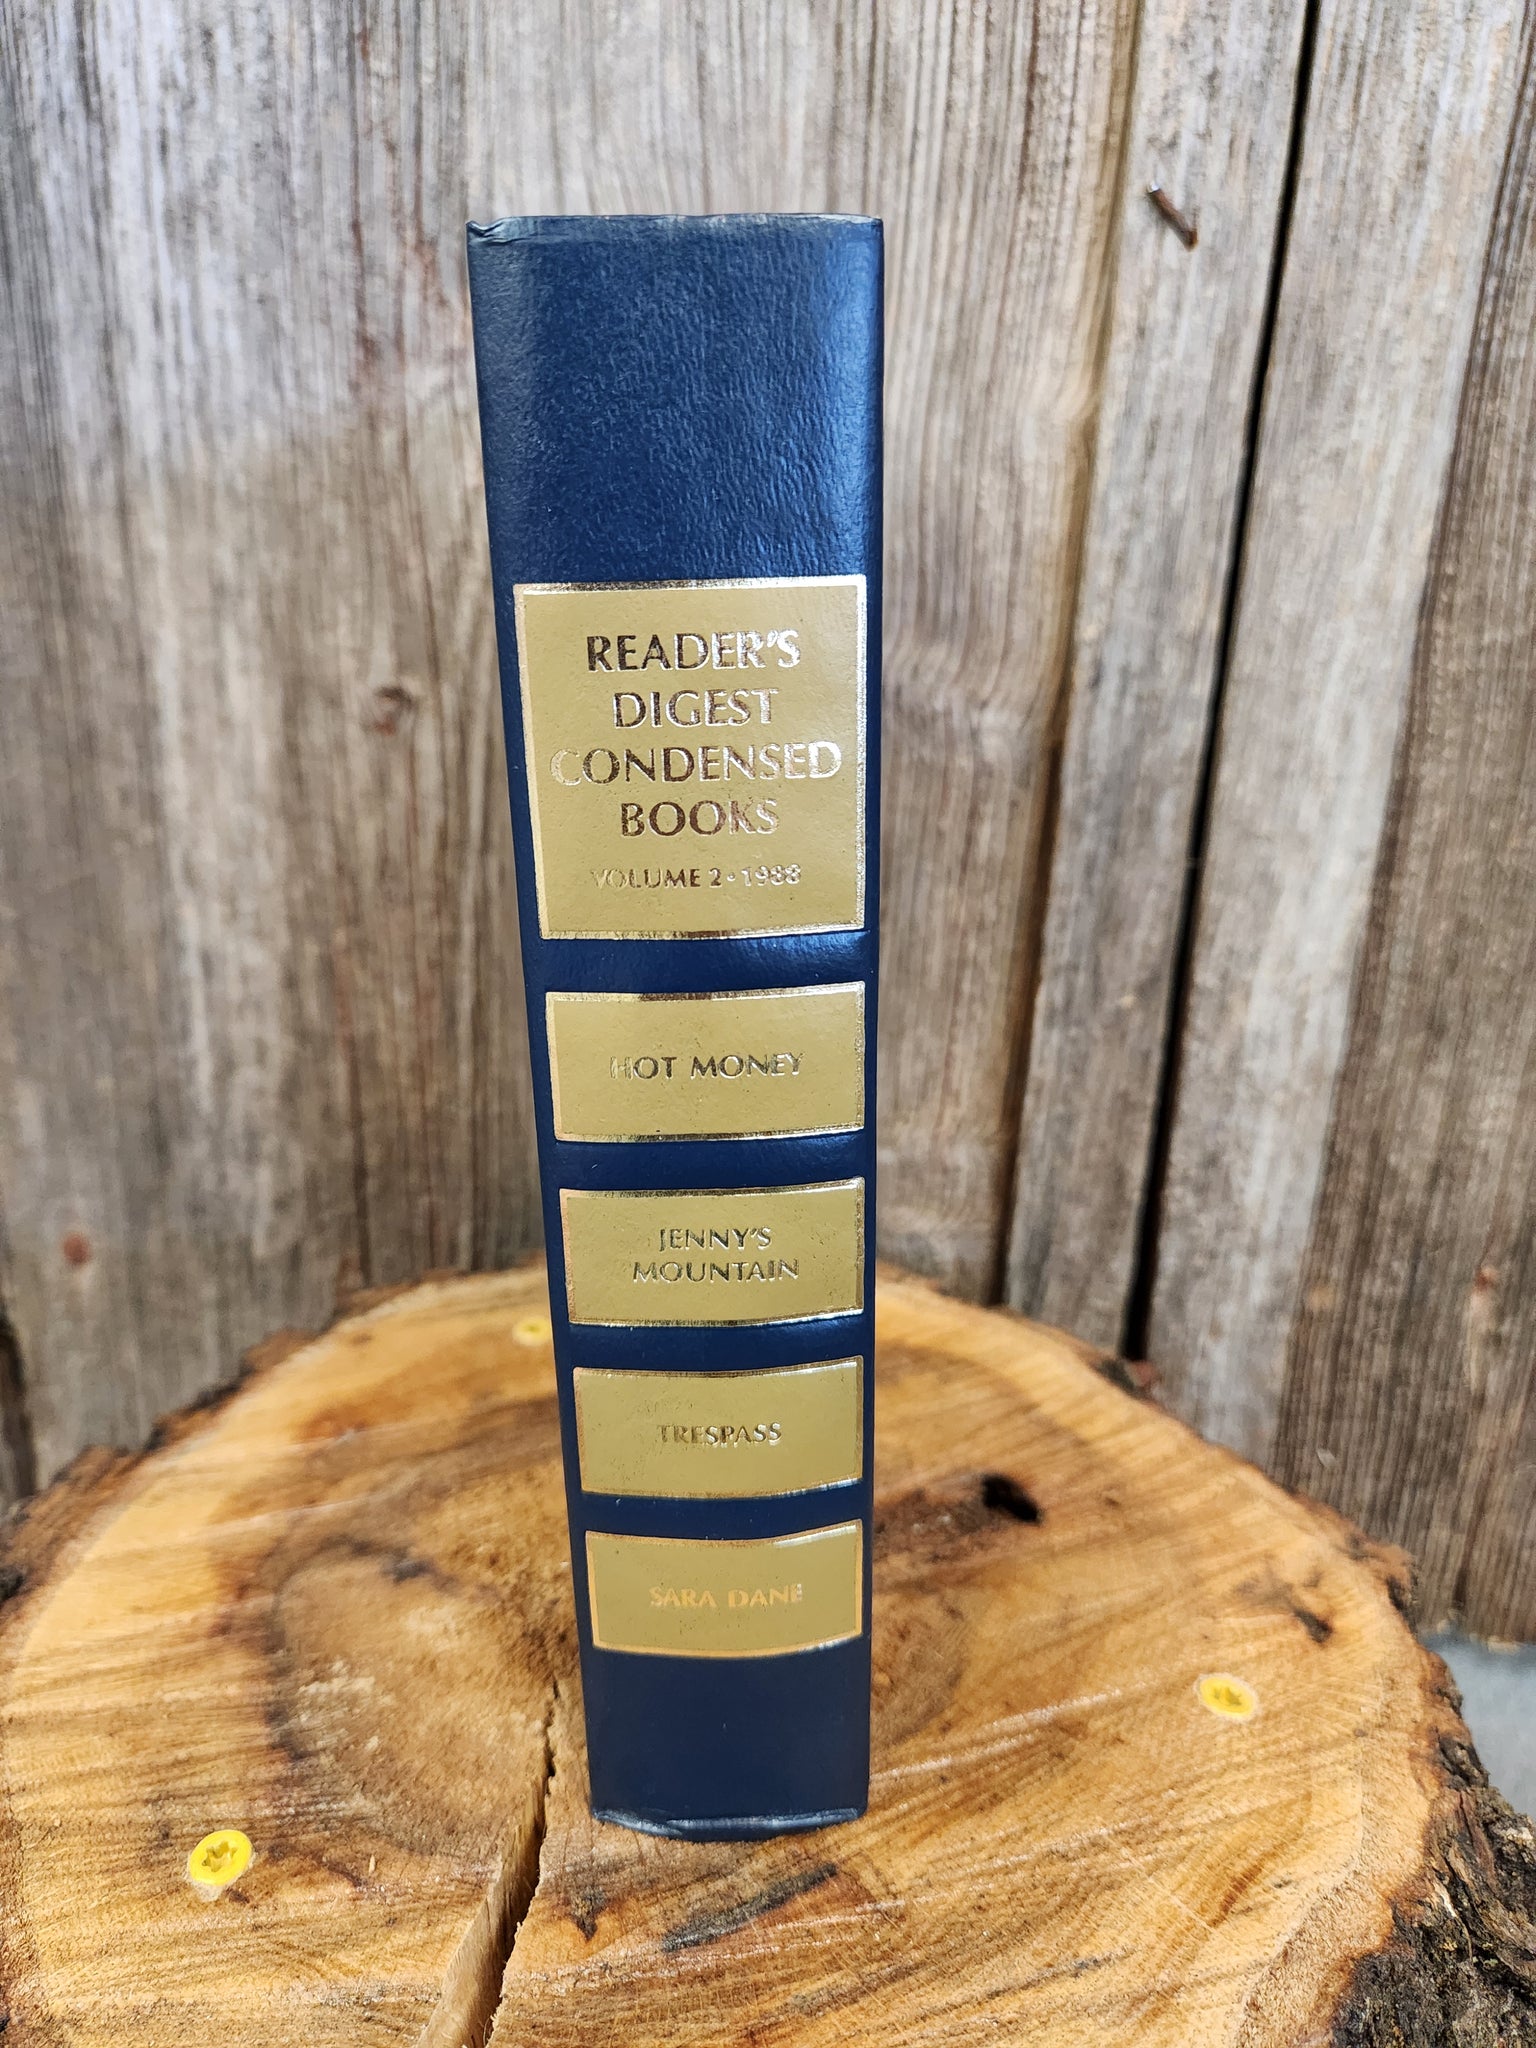 READER'S
DIGEST
CONDENSED
BOOKS
VOLUME 2 • 1988
HOT MONEY
JENNY'S
MOUNTAIN
TRESPASS
SARA DANE